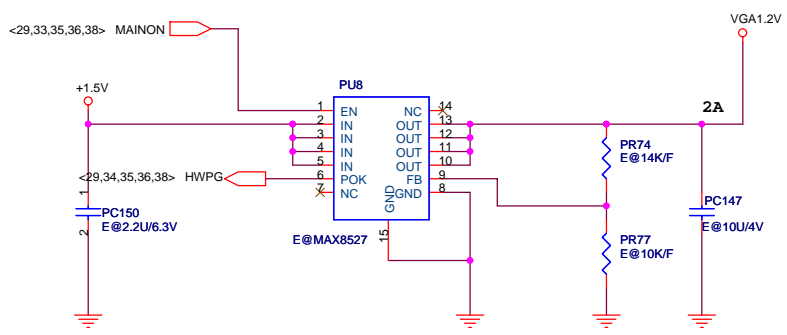 VGA1.2V
<29,33,35,36,38> MAINON
PU8
+1.5V
2A
1 EN NC 14
2 IN OUT 13
3 IN OUT 12
4 IN OUT 11
5 IN OUT 10
6 POK FB 9
7 NC GND 8
GND
15
<29,34,35,36,38> HWPG
PR74
E@14K/F
1
PC150
E@2.2U/6.3V
2
PC147
E@10U/4V
E@MAX8527
PR77
E@10K/F